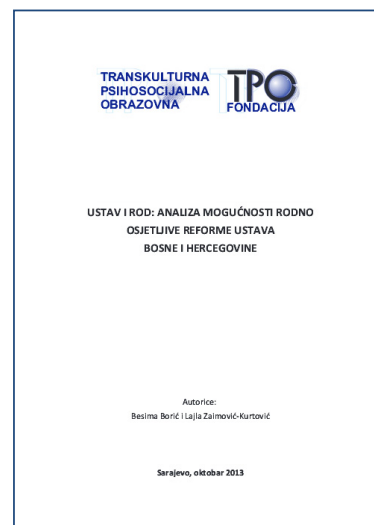 TRANSKULTURNA
PSIHOSOCIJALNA
OBRAZOVNA
TPO
FONDACIJA
USTAV I ROD: ANALIZA MOGUĆNOSTI RODNO
OSJETLJIVE REFORME USTAVA
BOSNE I HERCEGOVINE
Autorice:
Besima Borić i Lajla Zaimović-Kurtović
Sarajevo, oktobar 2013